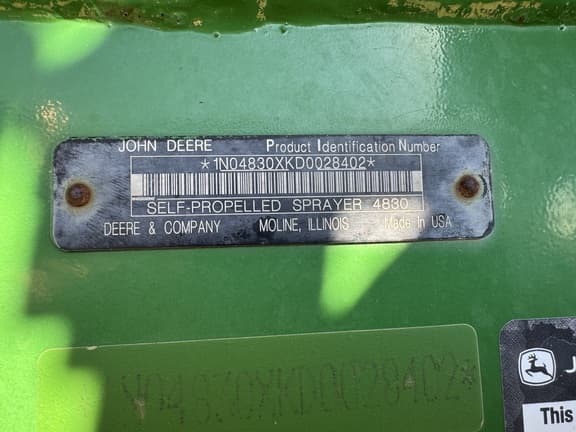 JOHN DEERE Product Identification Number
*1N04830XKD0028402*
SELF-PROPELLED SPRAYER 4830
DEERE & COMPANY MOLINE, ILLINOIS Made In USA
J
This